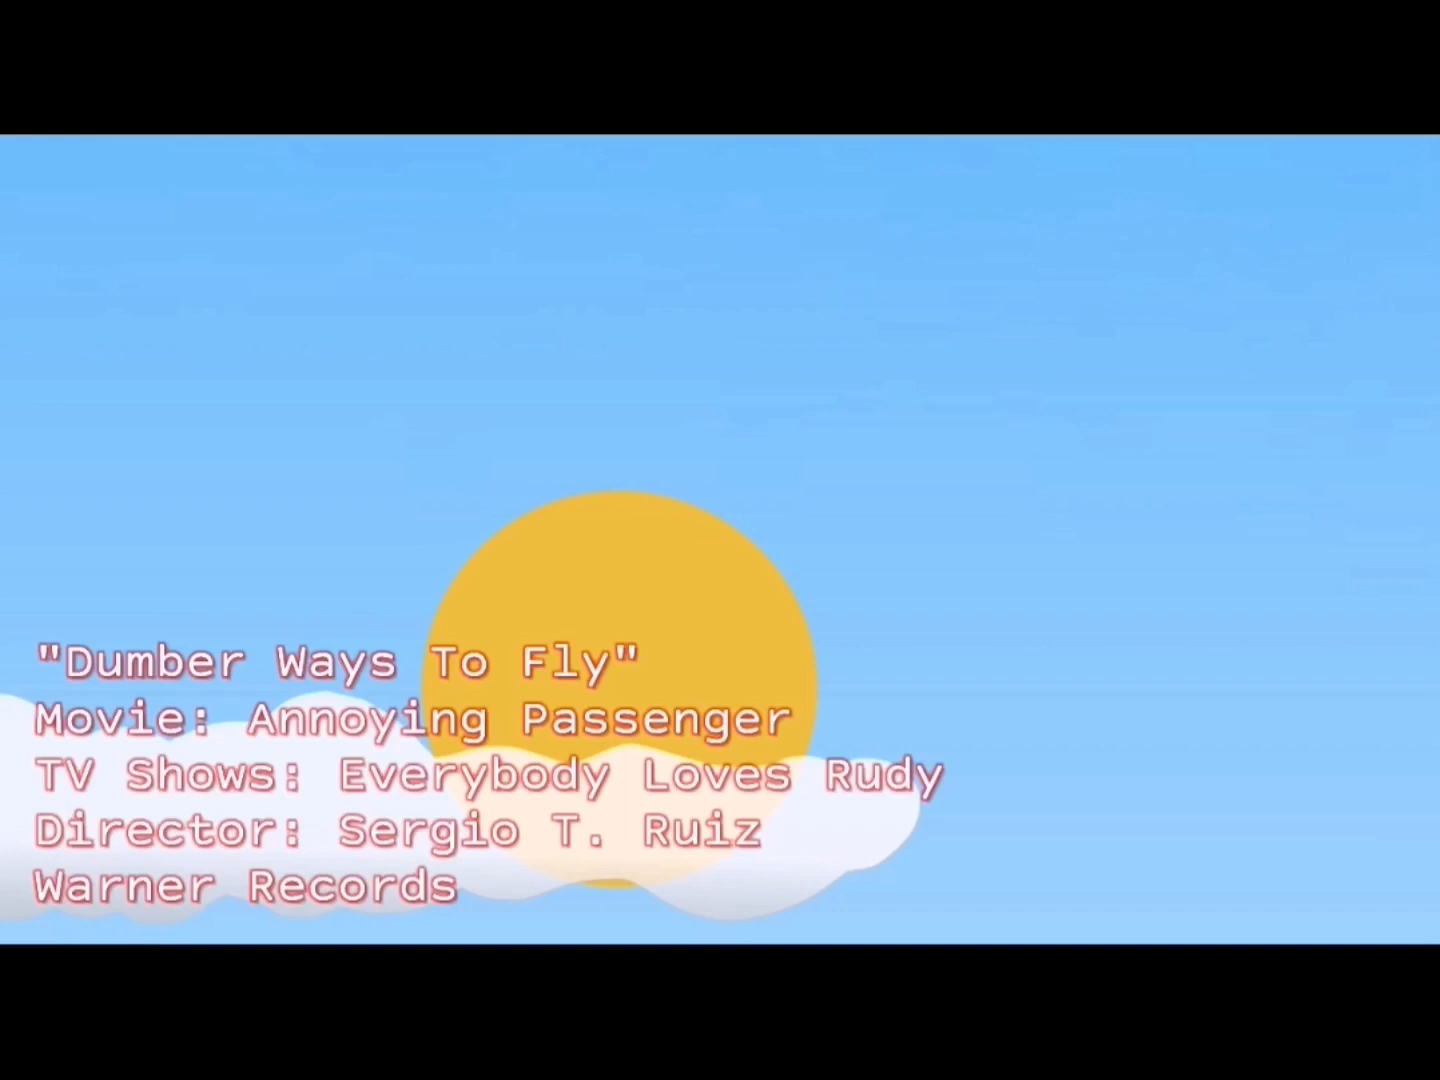 "Dumber Ways To Fly"
Movie: Annoying Passenger
TV Shows: Everybody Loves Rudy
Director: Sergio T. Ruiz
Warner Records